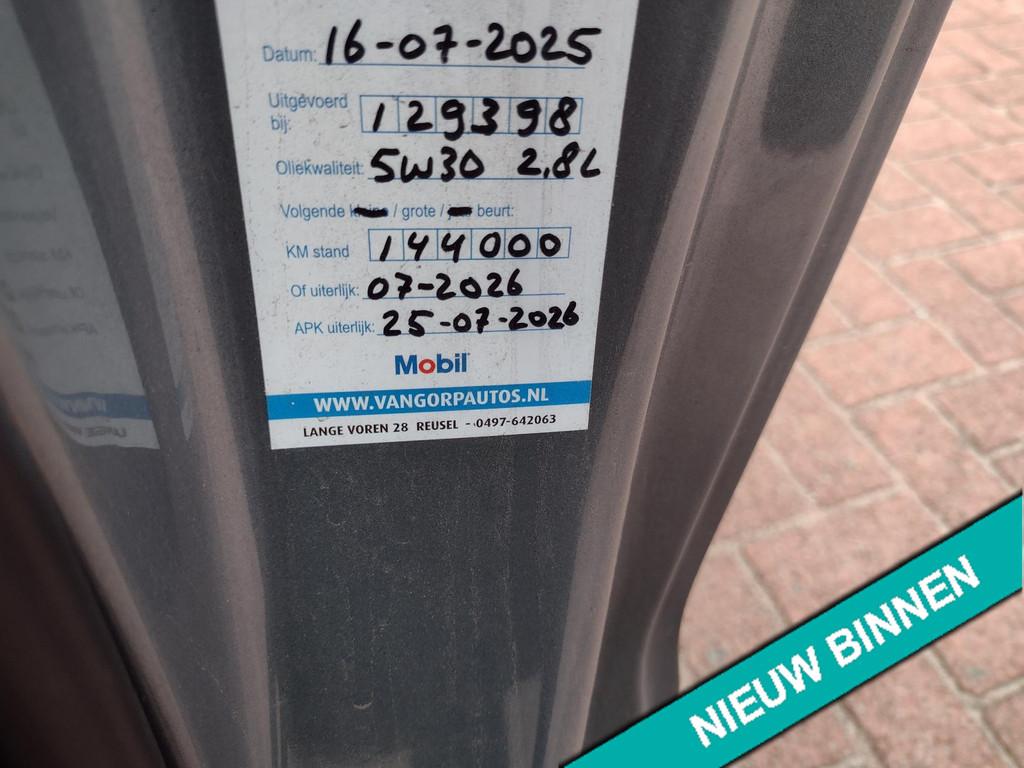 Datum: 16-07-2025
Uitgevoerd bij: 129398
Oliekwaliteit: 5W30 2,8L
Volgende / grote / beurt:
KM stand 144000
Of uiterlijk: 07-2026
APK uiterlijk: 25-07-2026
Mobil
WWW.VANGORPAUTOS.NL
LANGE VOREN 28 REUSEL - 0497-642063
NIEUW BINNEN